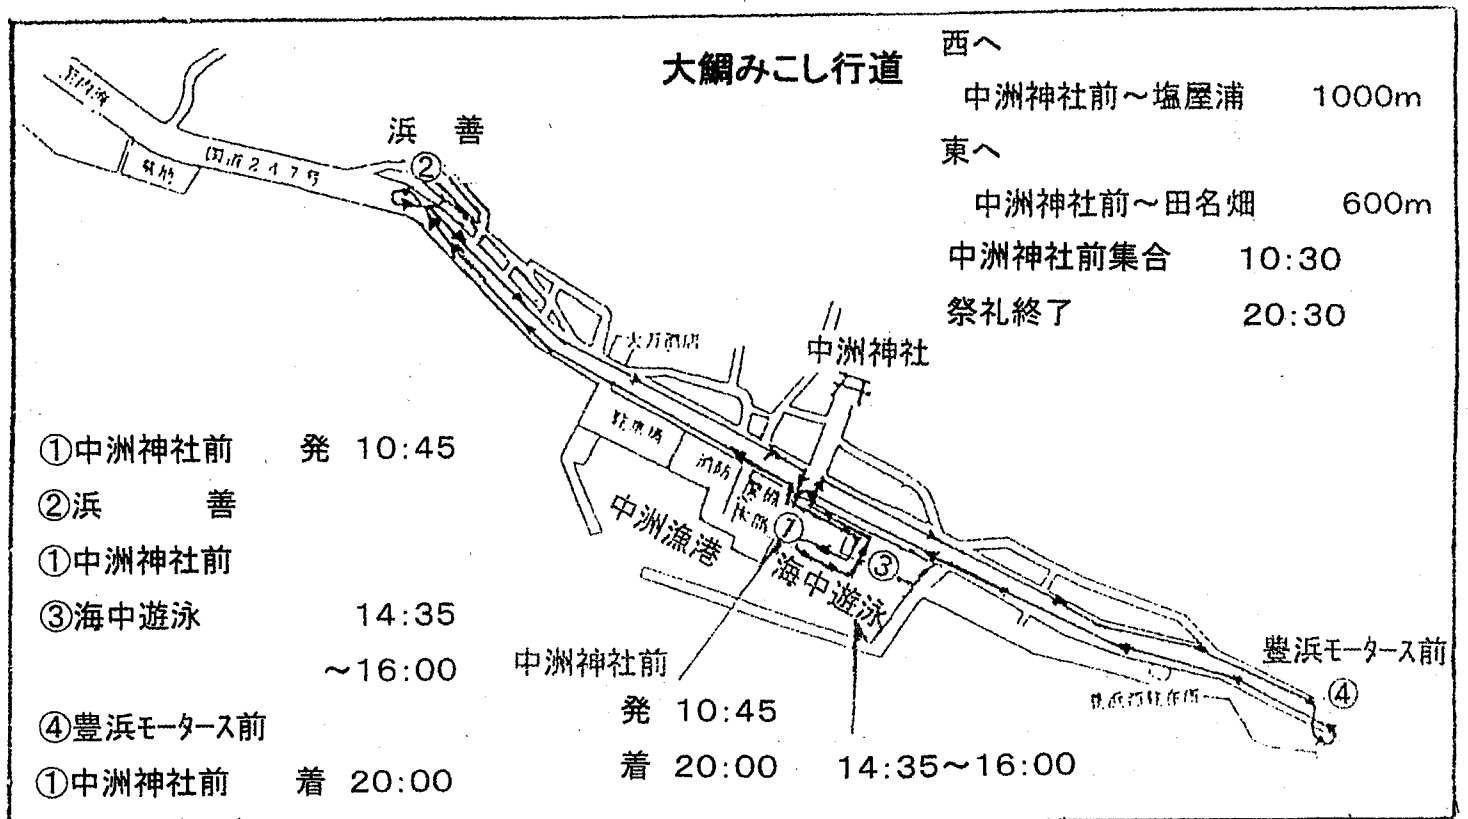 大鯛みこし行道
西へ
中洲神社前～塩屋浦 1000m
東へ
中洲神社前～田名畑 600m
中洲神社前集合 10:30
祭礼終了 20:30
浜 善
②
国道247号
中洲神社
駐車場
消防
中洲漁港
①
③
海中遊泳
①中洲神社前 発 10:45
②浜 善
①中洲神社前
③海中遊泳 14:35
～16:00
④豊浜モータース前
①中洲神社前 着 20:00
中洲神社前
発 10:45
着 20:00
14:35～16:00
豊浜モータース前
④